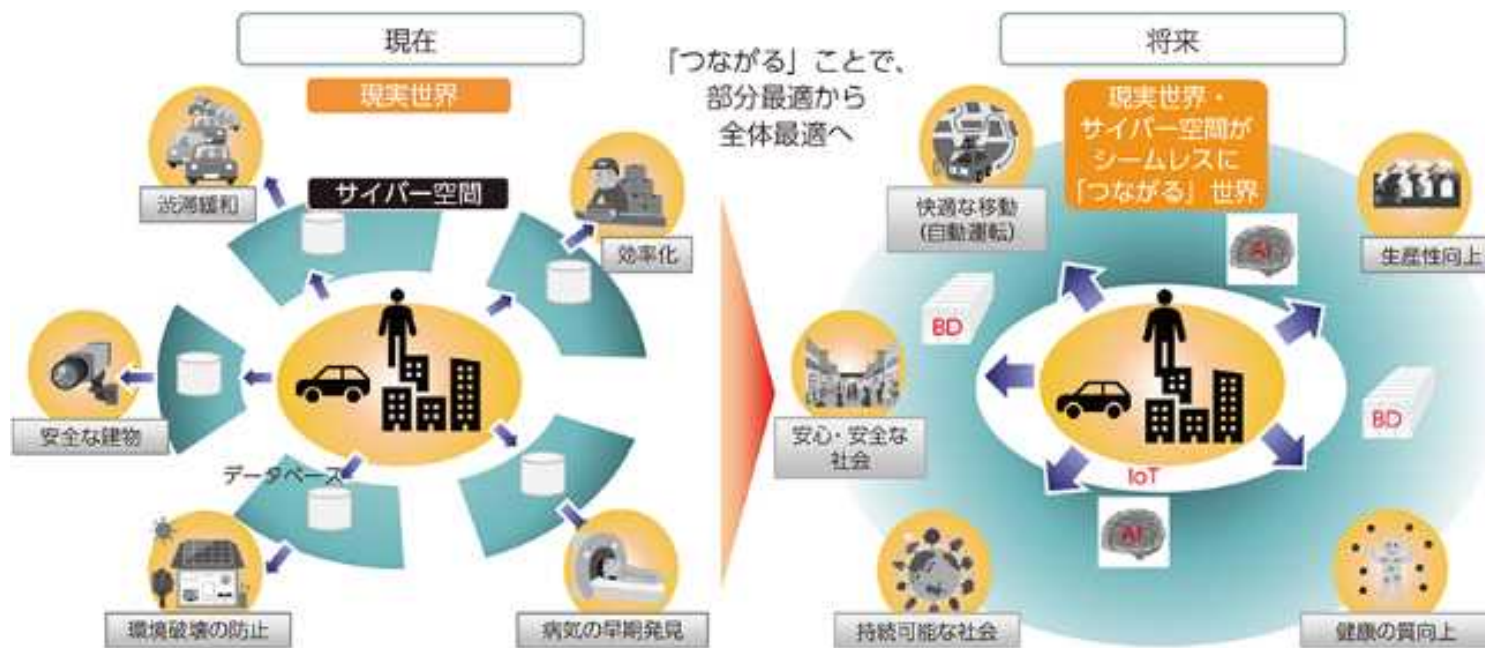 現在
現実世界
サイバー空間
渋滞緩和
効率化
安全な建物
データベース
環境破壊の防止
病気の早期発見
「つながる」ことで、
部分最適から
全体最適へ
将来
現実世界・
サイバー空間が
シームレスに
「つながる」世界
快適な移動
(自動運転)
AI
生産性向上
BD
BD
安心・安全な
社会
IoT
AI
持続可能な社会
健康の質向上